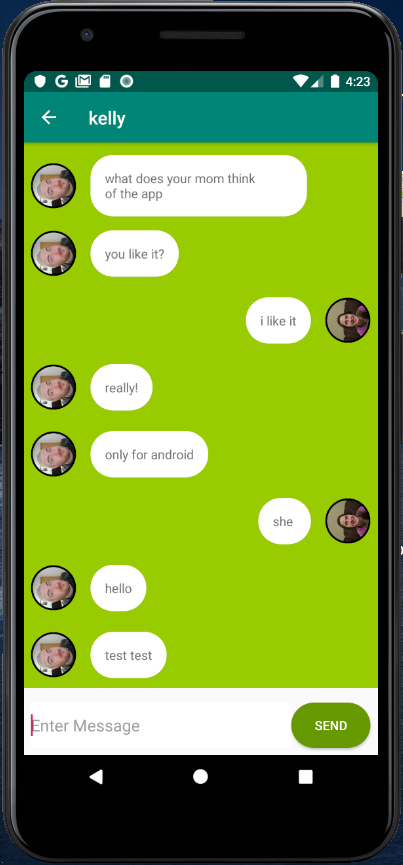 4:23
kelly
what does your mom think
of the app
you like it?
i like it
really!
only for android
she
hello
test test
Enter Message
SEND